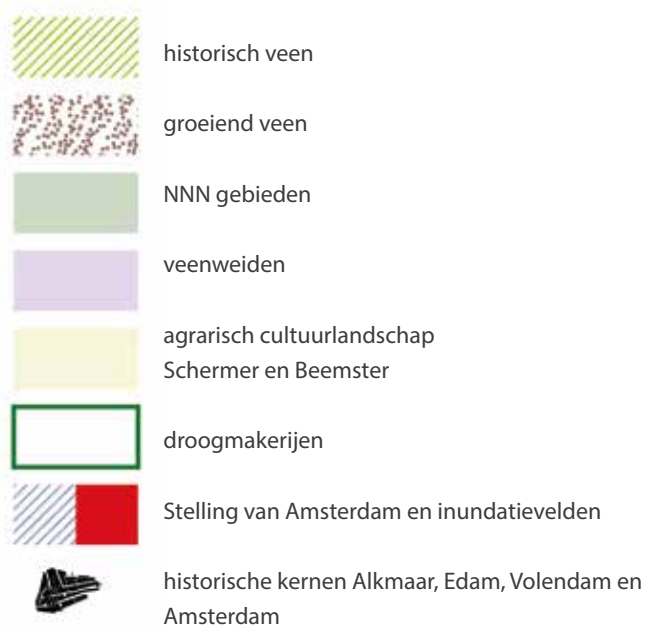 historisch veen
groeiend veen
NNN gebieden
veenweiden
agrarisch cultuurlandschap
Schermer en Beemster
droogmakerijen
Stelling van Amsterdam en inundatievelden
historische kernen Alkmaar, Edam, Volendam en
Amsterdam